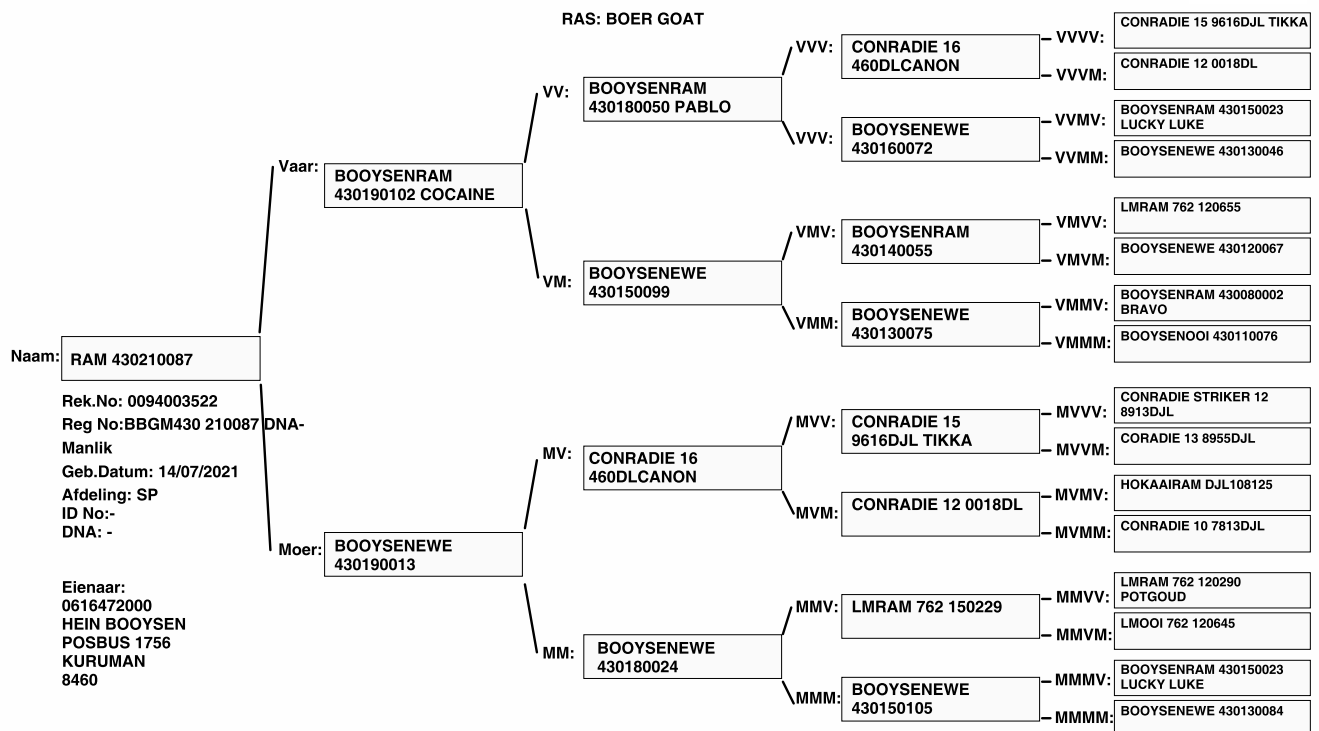 RAS: BOER GOAT
Naam:
RAM 430210087
Rek.No: 0094003522
Reg No:BBGM430 210087 DNA-
Manlik
Geb.Datum: 14/07/2021
Afdeling: SP
ID No:-
DNA: -
Eienaar:
0616472000
HEIN BOOYSEN
POSBUS 1756
KURUMAN
8460
Vaar:
BOOYSENRAM
430190102 COCAINE
Moer:
BOOYSENEWE
430190013
VV:
BOOYSENRAM
430180050 PABLO
VM:
BOOYSENEWE
430150099
MV:
CONRADIE 16
460DLCANON
MM:
BOOYSENEWE
430180024
VVV:
CONRADIE 16
460DLCANON
VVV:
BOOYSENEWE
430160072
VMV:
BOOYSENRAM
430140055
VMM:
BOOYSENEWE
430130075
MVV:
CONRADIE 15
9616DJL TIKKA
MVM:
CONRADIE 12 0018DL
MMV:
LMRAM 762 150229
MMM:
BOOYSENEWE
430150105
VVVV:
CONRADIE 15 9616DJL TIKKA
VVVM:
CONRADIE 12 0018DL
VVMV:
BOOYSENRAM 430150023
LUCKY LUKE
VVMM:
BOOYSENEWE 430130046
VMVV:
LMRAM 762 120655
VMVM:
BOOYSENEWE 430120067
VMMV:
BOOYSENRAM 430080002
BRAVO
VMMM:
BOOYSENOOI 430110076
MVVV:
CONRADIE STRIKER 12
8913DJL
MVVM:
CORADIE 13 8955DJL
MVMV:
HOKAAIRAM DJL108125
MVMM:
CONRADIE 10 7813DJL
MMVV:
LMRAM 762 120290
POTGOUD
MMVM:
LMOOI 762 120645
MMMV:
BOOYSENRAM 430150023
LUCKY LUKE
MMMM:
BOOYSENEWE 430130084